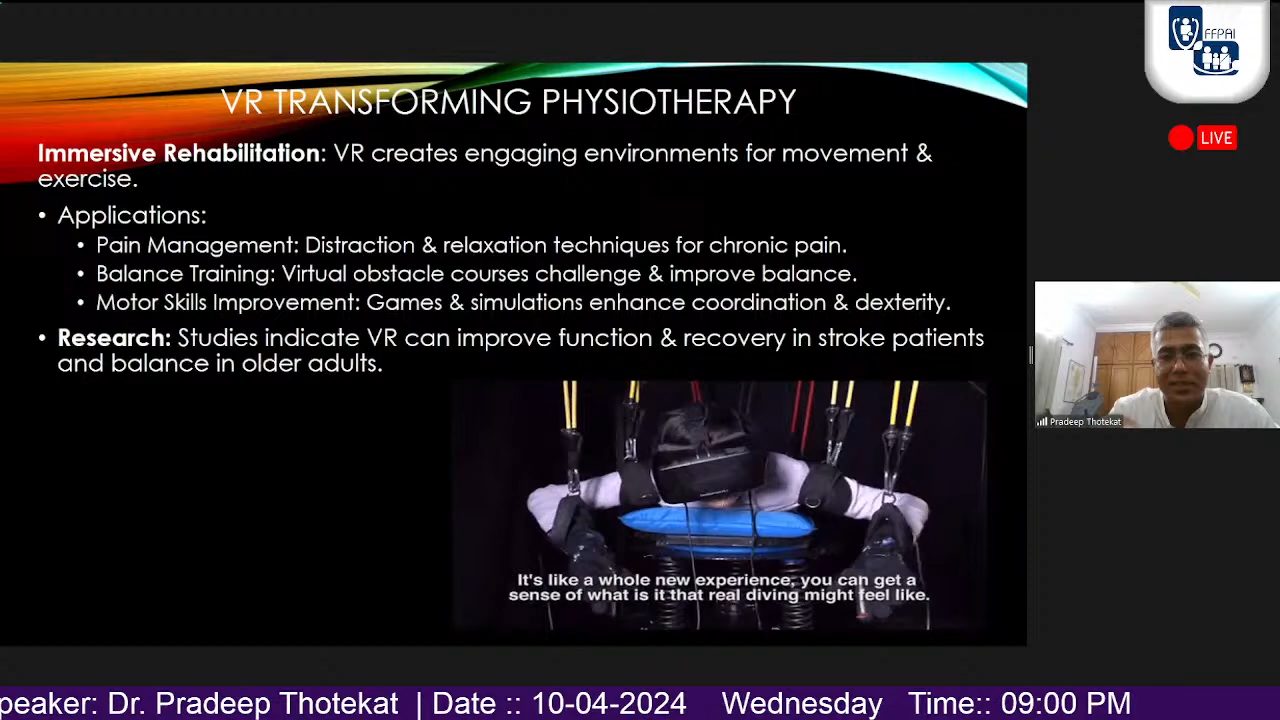 FFPAI
LIVE
VR TRANSFORMING PHYSIOTHERAPY
Immersive Rehabilitation: VR creates engaging environments for movement &
exercise.
• Applications:
• Pain Management: Distraction & relaxation techniques for chronic pain.
• Balance Training: Virtual obstacle courses challenge & improve balance.
• Motor Skills Improvement: Games & simulations enhance coordination & dexterity.
• Research: Studies indicate VR can improve function & recovery in stroke patients
and balance in older adults.
It's like a whole new experience, you can get a
sense of what is it that real diving might feel like.
Pradeep Thotekat
peaker: Dr. Pradeep Thotekat | Date :: 10-04-2024 Wednesday Time:: 09:00 PM